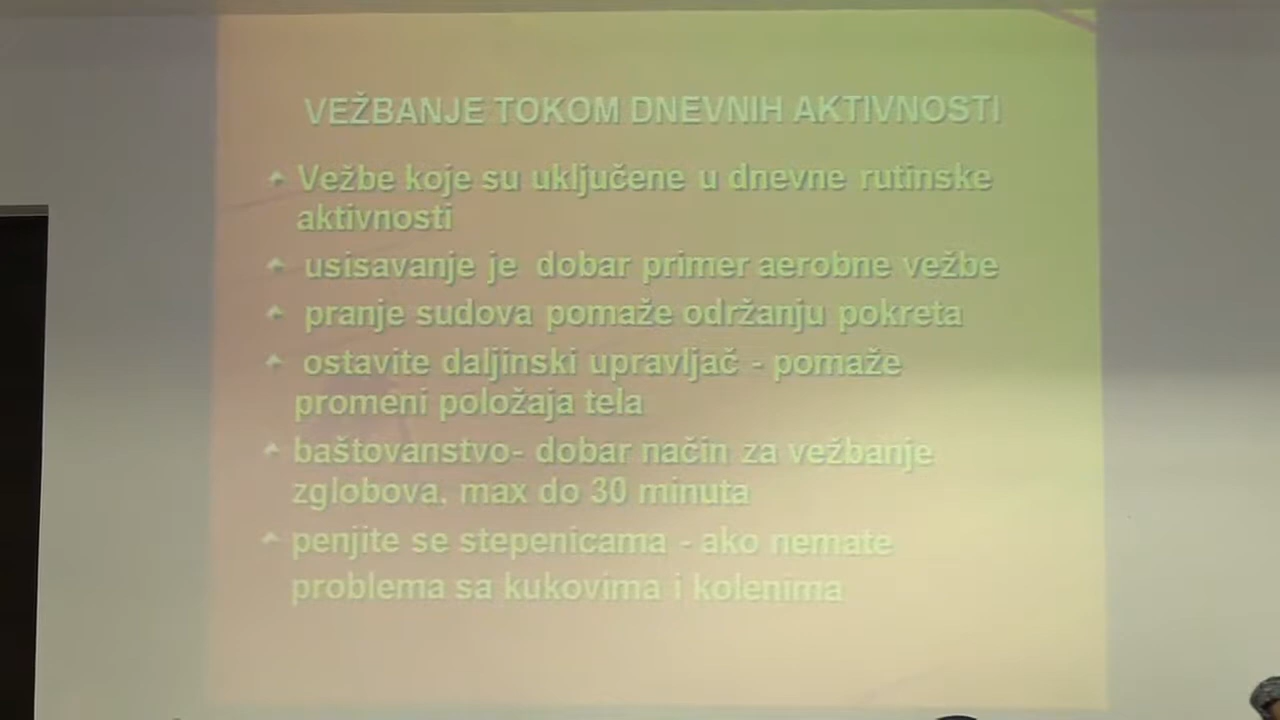 VEŽBANJE TOKOM DNEVNIH AKTIVNOSTI
Vežbe koje su uključene u dnevne rutinske
aktivnosti
usisavanje je dobar primer aerobne vežbe
pranje sudova pomaže održanju pokreta
ostavite daljinski upravljač - pomaže
promeni položaja tela
baštovanstvo- dobar način za vežbanje
zglobova, max do 30 minuta
penjite se stepenicama - ako nemate
problema sa kukovima i kolenima